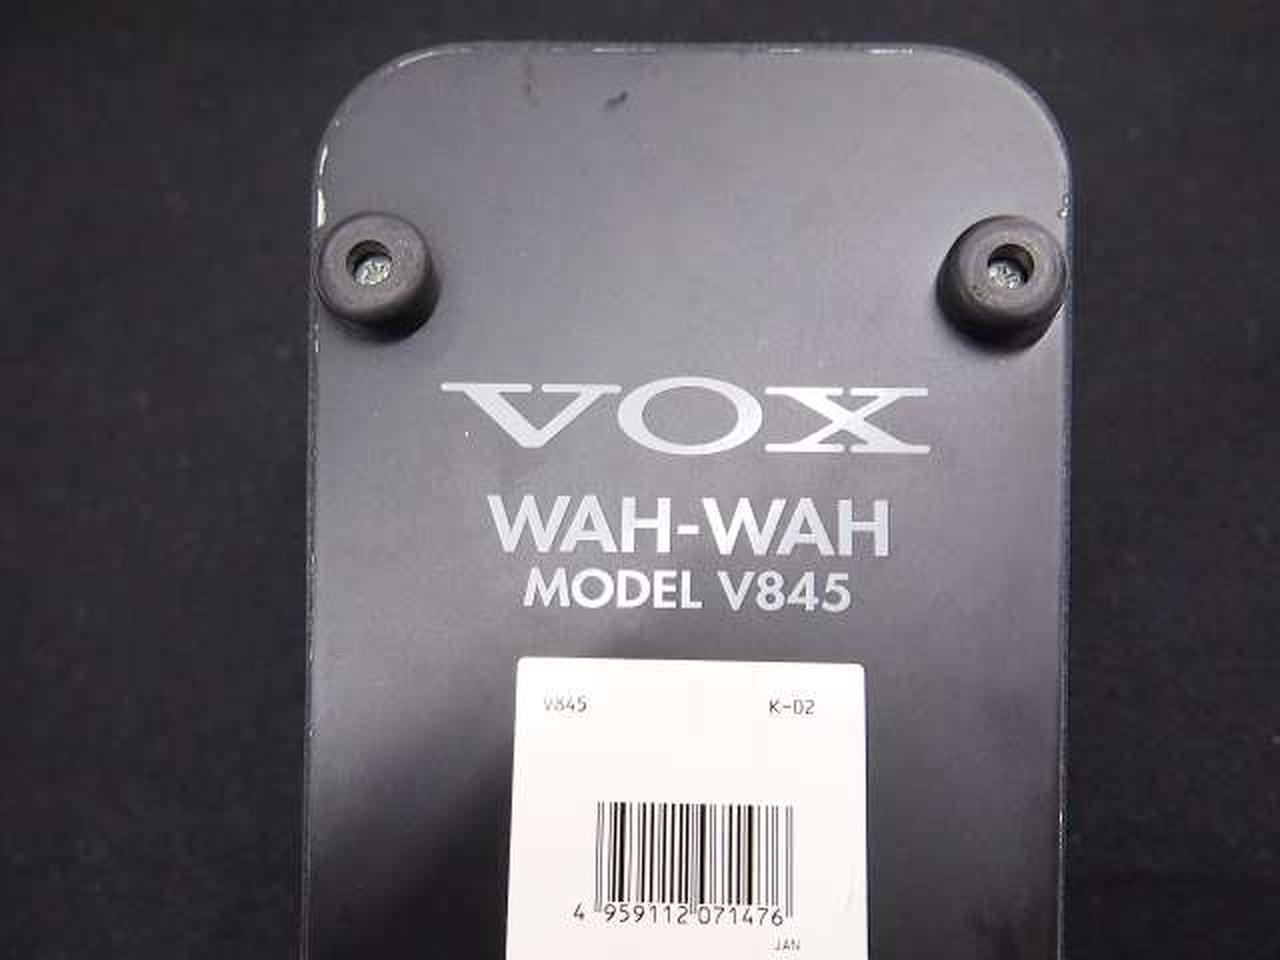 VOX
WAH-WAH
MODEL V845
V845 K-02
4 959112 071476
JAN